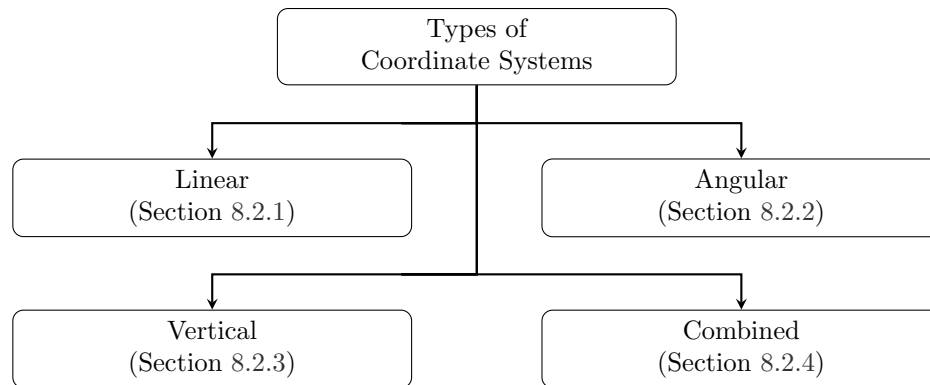 Types of
Coordinate Systems
Linear
(Section 8.2.1)
Angular
(Section 8.2.2)
Vertical
(Section 8.2.3)
Combined
(Section 8.2.4)